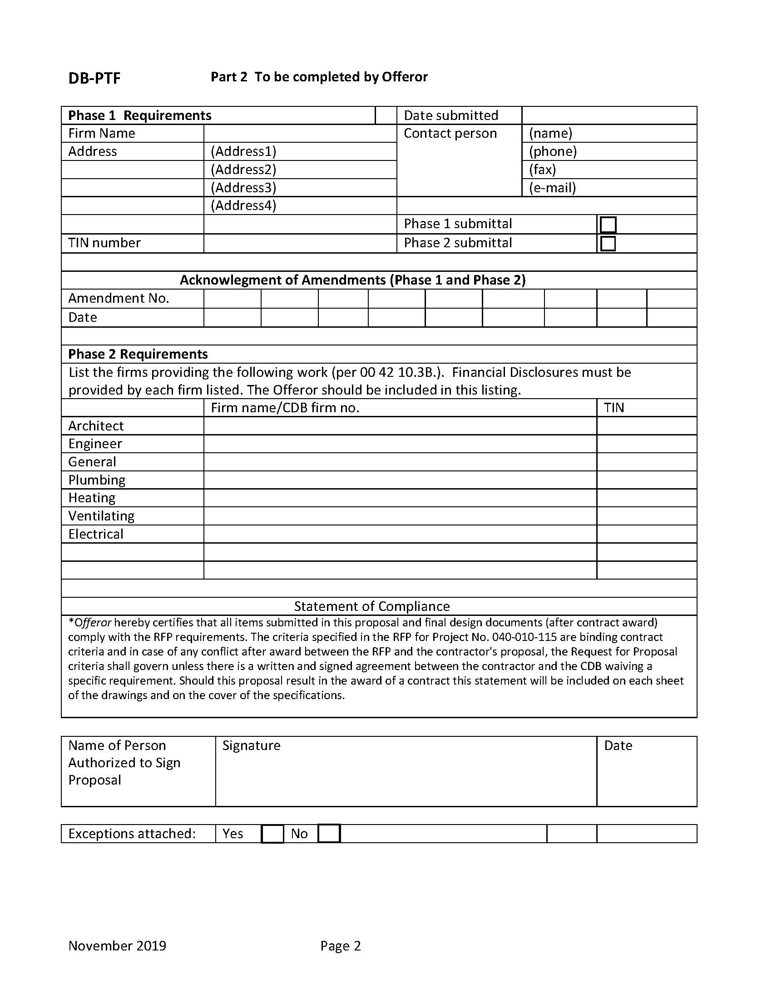 DB-PTF Part 2 To be completed by Offeror
Phase 1 Requirements Date submitted
Firm Name Contact person (name)
Address (Address1) (phone)
(Address2) (fax)
(Address3) (e-mail)
(Address4)
Phase 1 submittal
TIN number Phase 2 submittal
Acknowlegment of Amendments (Phase 1 and Phase 2)
Amendment No.
Date
Phase 2 Requirements
List the firms providing the following work (per 00 42 10.3B.). Financial Disclosures must be
provided by each firm listed. The Offeror should be included in this listing.
Firm name/CDB firm no. TIN
Architect
Engineer
General
Plumbing
Heating
Ventilating
Electrical
Statement of Compliance
*Offeror hereby certifies that all items submitted in this proposal and final design documents (after contract award)
comply with the RFP requirements. The criteria specified in the RFP for Project No. 040-010-115 are binding contract
criteria and in case of any conflict after award between the RFP and the contractor's proposal, the Request for Proposal
criteria shall govern unless there is a written and signed agreement between the contractor and the CDB waiving a
specific requirement. Should this proposal result in the award of a contract this statement will be included on each sheet
of the drawings and on the cover of the specifications.
Name of Person Signature Date
Authorized to Sign
Proposal
Exceptions attached: Yes No
November 2019 Page 2